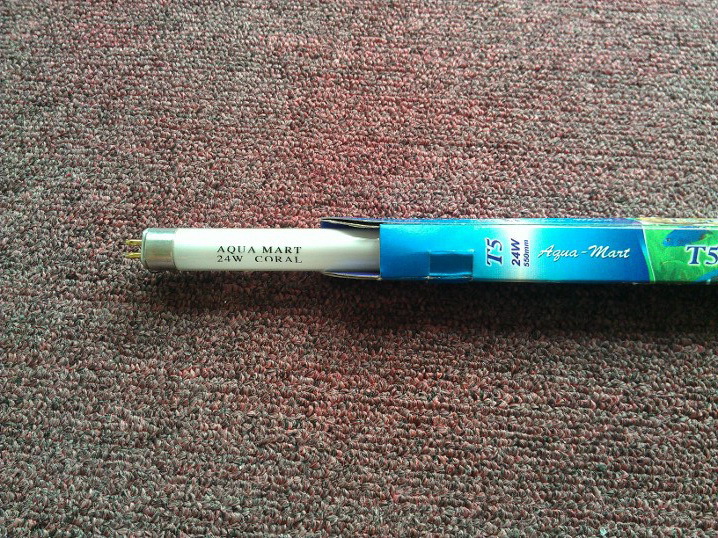 AQUA MART
24W CORAL
T5
24W
550mm
Aqua-Mart
T5